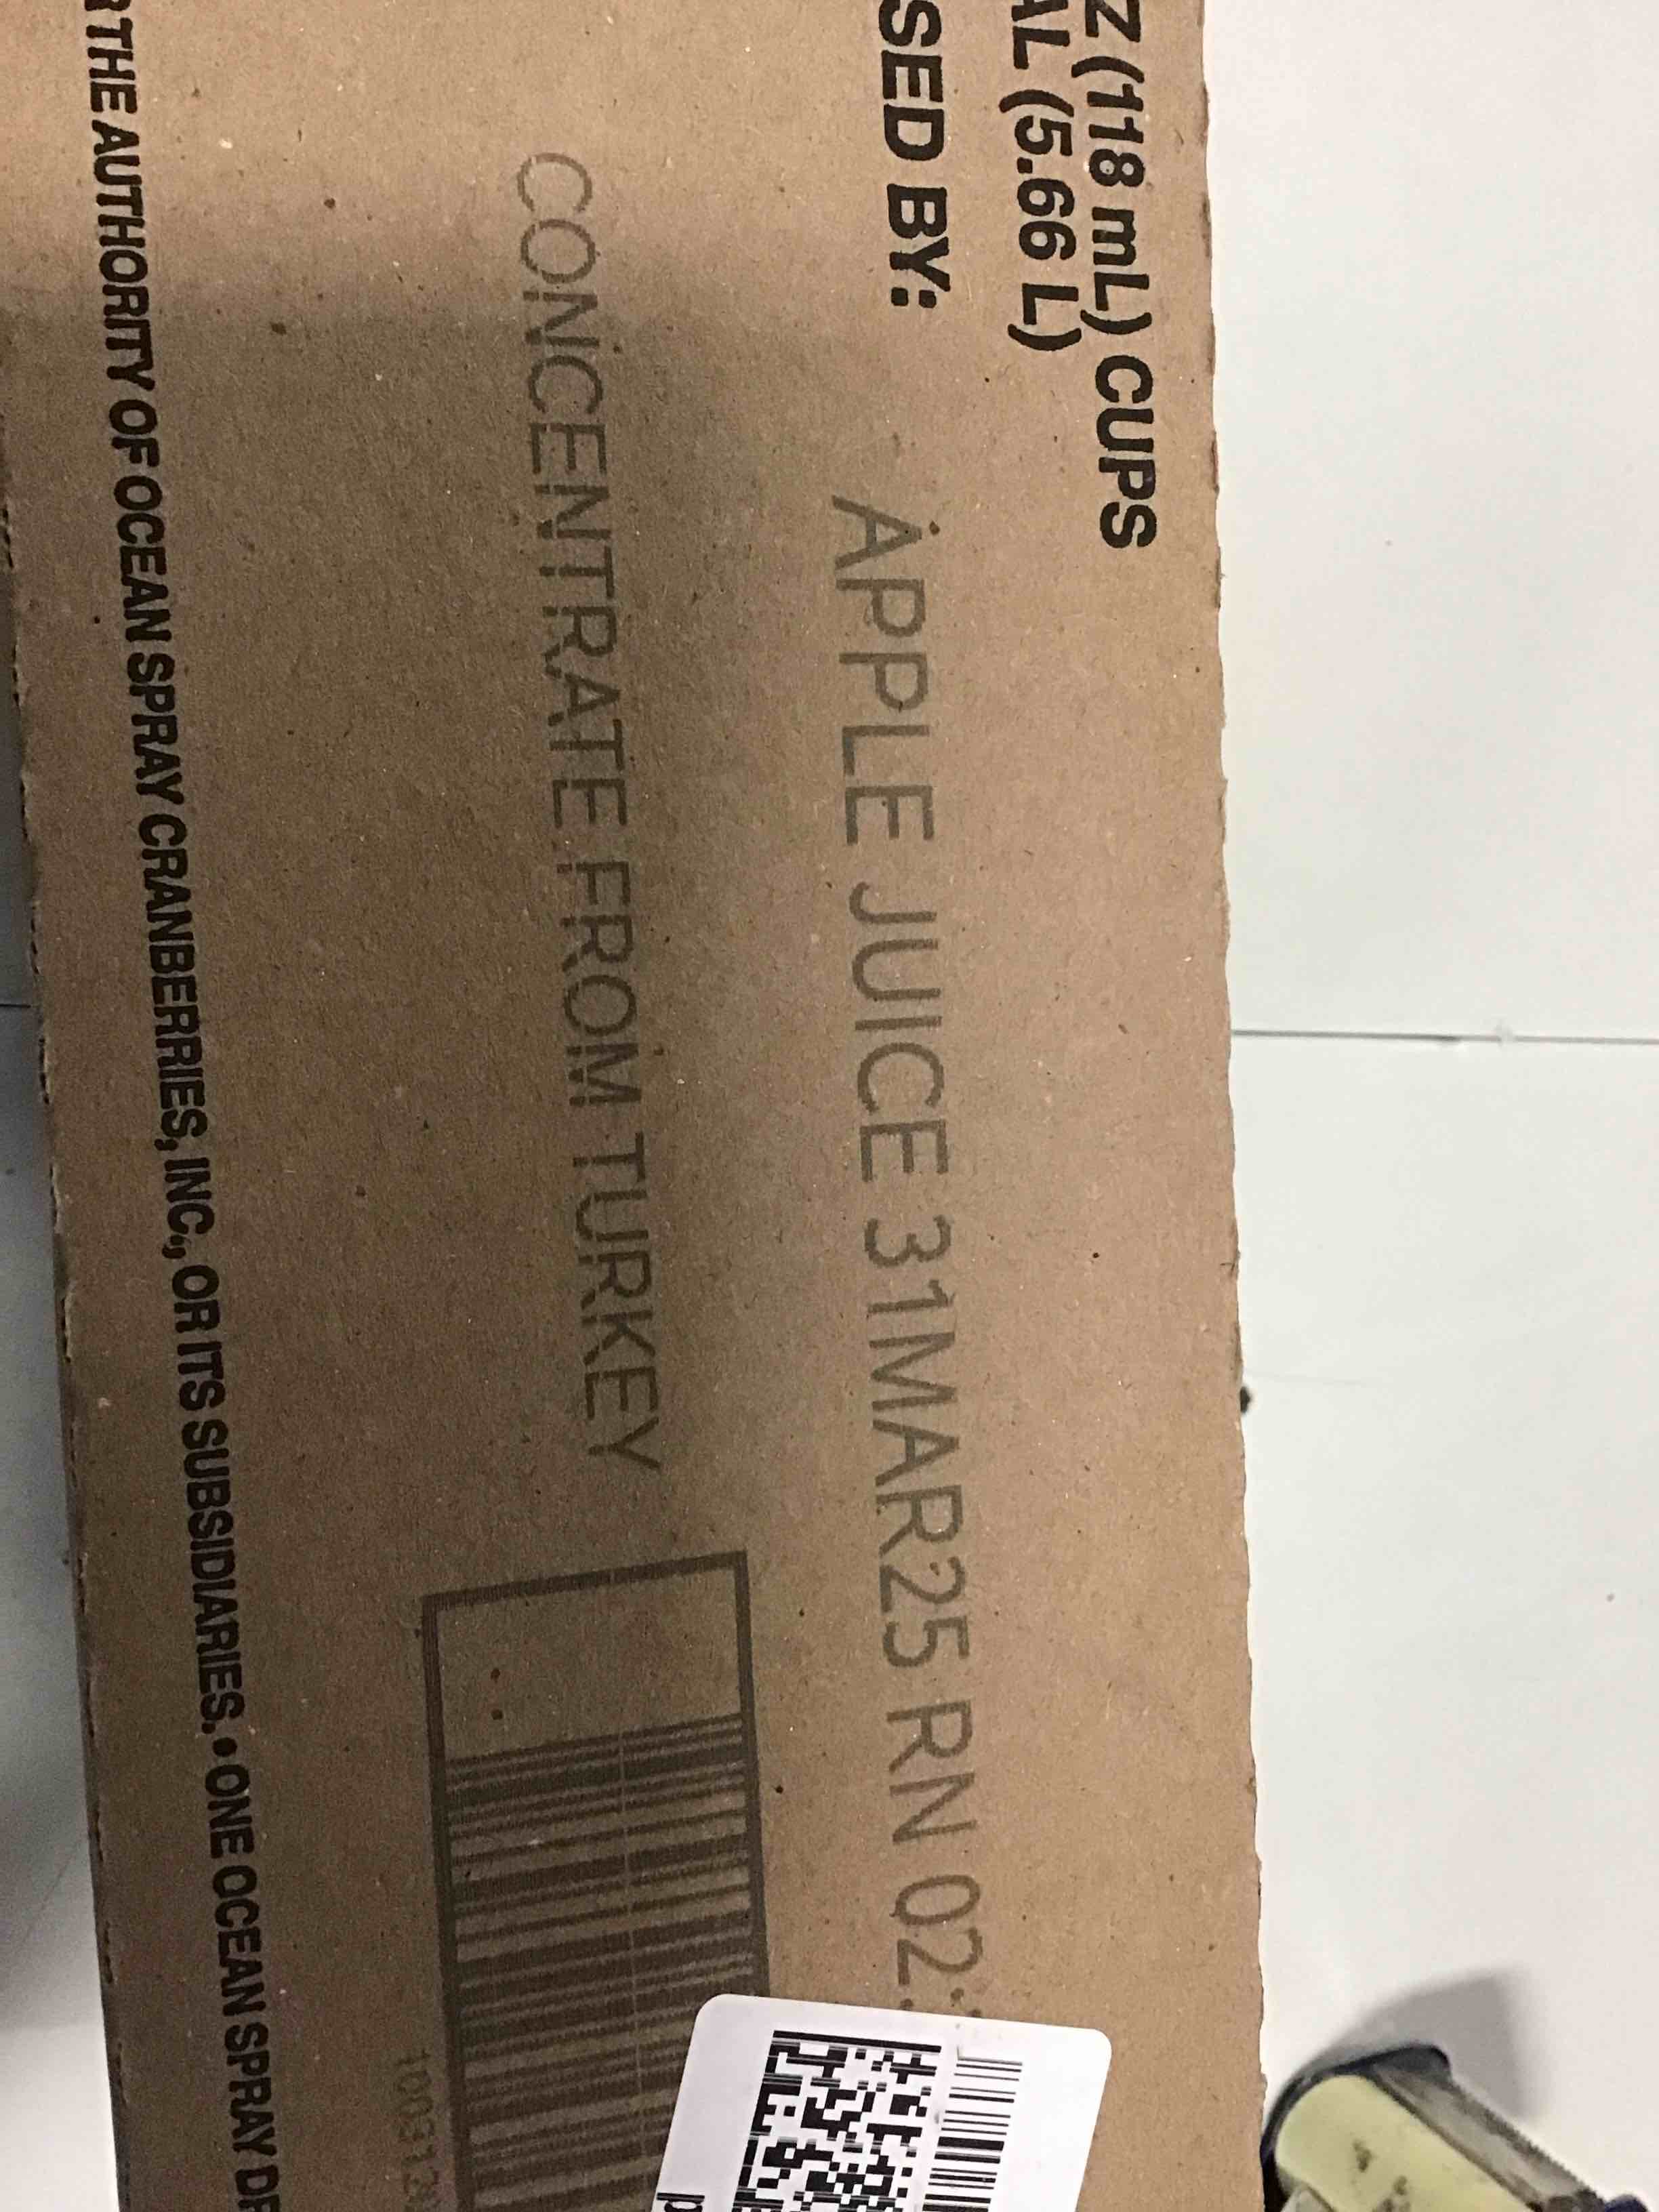 Z (118 mL) CUPS
AL (5.66 L)
SED BY:
APPLE JUICE 31MAR25 RN 02:
CONCENTRATE FROM TURKEY
R THE AUTHORITY OF OCEAN SPRAY CRANBERRIES, INC., OR ITS SUBSIDIARIES. • ONE OCEAN SPRAY DR